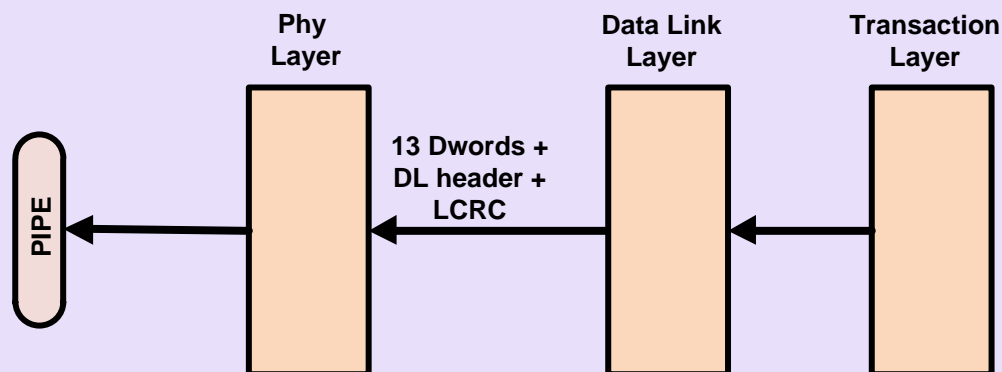 Phy
Layer
Data Link
Layer
Transaction
Layer
13 Dwords +
DL header +
LCRC
PIPE